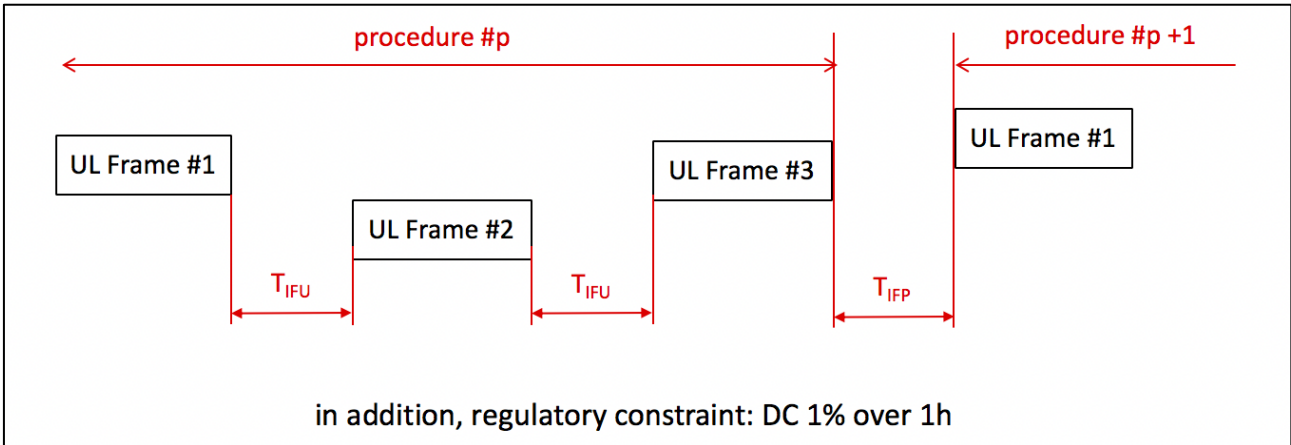 procedure #p
procedure #p +1
UL Frame #1
UL Frame #2
UL Frame #3
UL Frame #1
TIFU
TIFU
TIFP
in addition, regulatory constraint: DC 1% over 1h